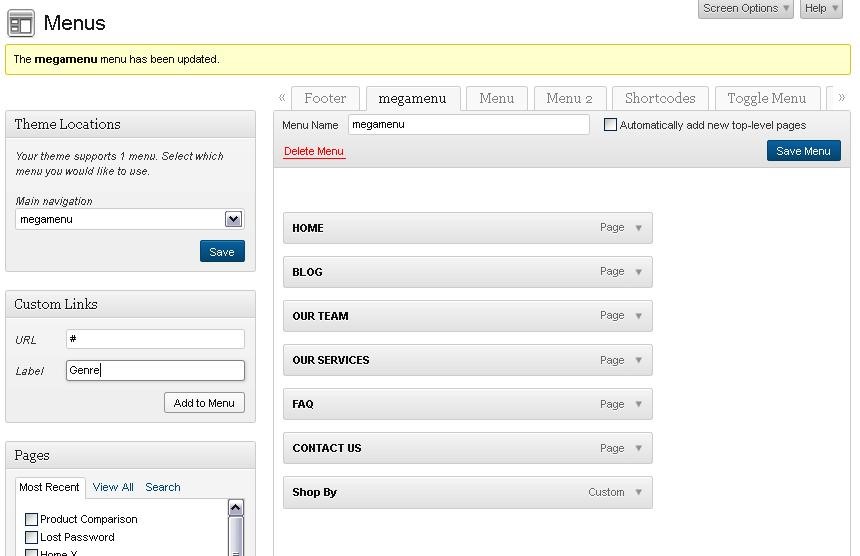 Screen Options ▾ Help ▾
Menus
The megamenu menu has been updated.
« Footer megamenu Menu Menu 2 Shortcodes Toggle Menu »
Theme Locations
Your theme supports 1 menu. Select which
menu you would like to use.
Main navigation
megamenu
Save
Custom Links
URL #
Label Genre
Add to Menu
Pages
Most Recent View All Search
Product Comparison
Lost Password
Home X
Menu Name megamenu Automatically add new top-level pages
Delete Menu Save Menu
HOME Page ▾
BLOG Page ▾
OUR TEAM Page ▾
OUR SERVICES Page ▾
FAQ Page ▾
CONTACT US Page ▾
Shop By Custom ▾